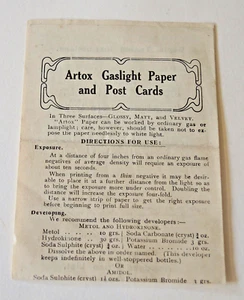 Artox Gaslight Paper
and Post Cards
In Three Surfaces—GLOSSY, MATT, and VELVET.
"Artox" Paper can be worked by ordinary gas or
lamplight; care, however, should be taken not to ex-
pose the paper needlessly to white light.
DIRECTIONS FOR USE:
Exposure.
At a distance of four inches from an ordinary gas flame
negatives of average density will require an exposure of
about ten seconds.
When printing from a thin negative it may be desir-
able to place it at a further distance from the light so as
to bring the exposure more under control. Doubling the
distance will increase the exposure fourfold.
Use a narrow strip of paper to get the right exposure
before beginning to print full size.
Developing.
We recommend the following developers:—
METOL AND HYDROKINONE.
Metol ... ... 10 grs. Soda Carbonate (cryst) 1 oz.
Hydrokinone ... 30 grs. Potassium Bromide 3 grs.
Soda Sulphite (cryst) ¾ oz. Water ... ... 20 oz.
Dissolve the above in order named. (This developer
keeps indefinitely in well-stoppered bottles.)
OR
AMIDOL.
Soda Sulphite (cryst) 1¼ oz. Potassium Bromide 3 grs.